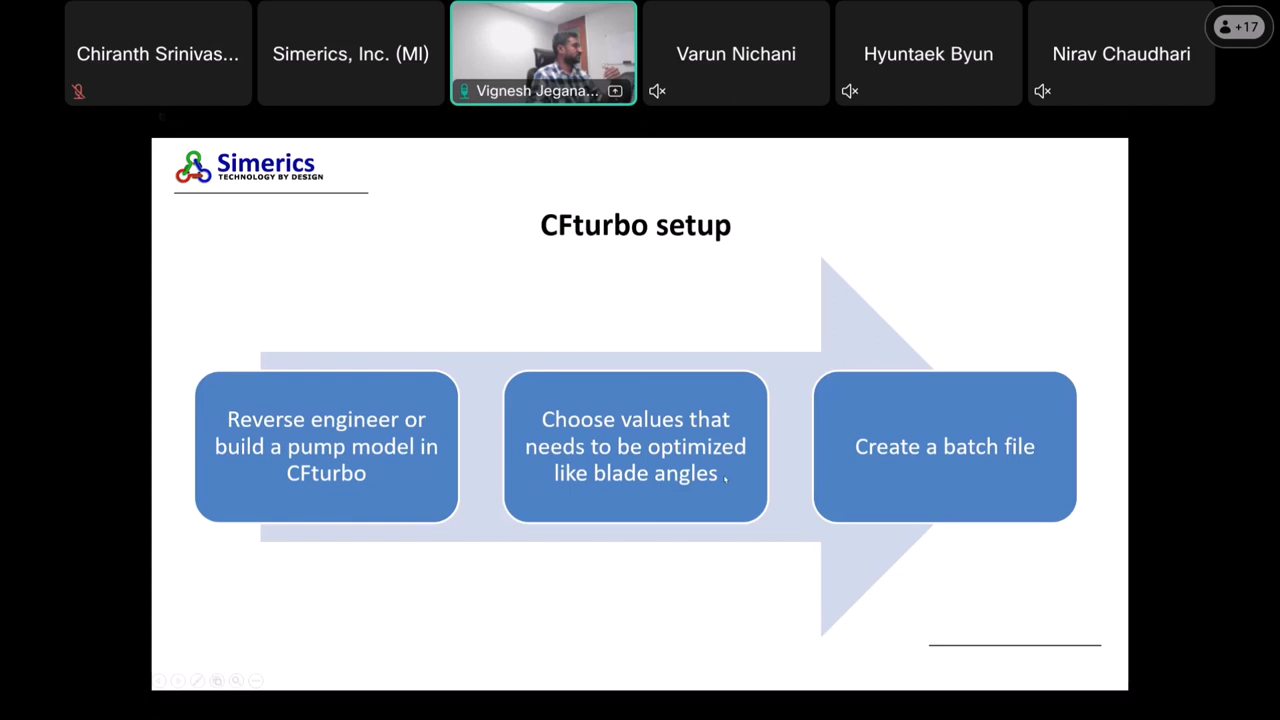 Chiranth Srinivas...
Simerics, Inc. (MI)
Vignesh Jegana...
Varun Nichani
Hyuntaek Byun
Nirav Chaudhari
+17
Simerics
TECHNOLOGY BY DESIGN
CFturbo setup
Reverse engineer or
build a pump model in
CFturbo
Choose values that
needs to be optimized
like blade angles
Create a batch file